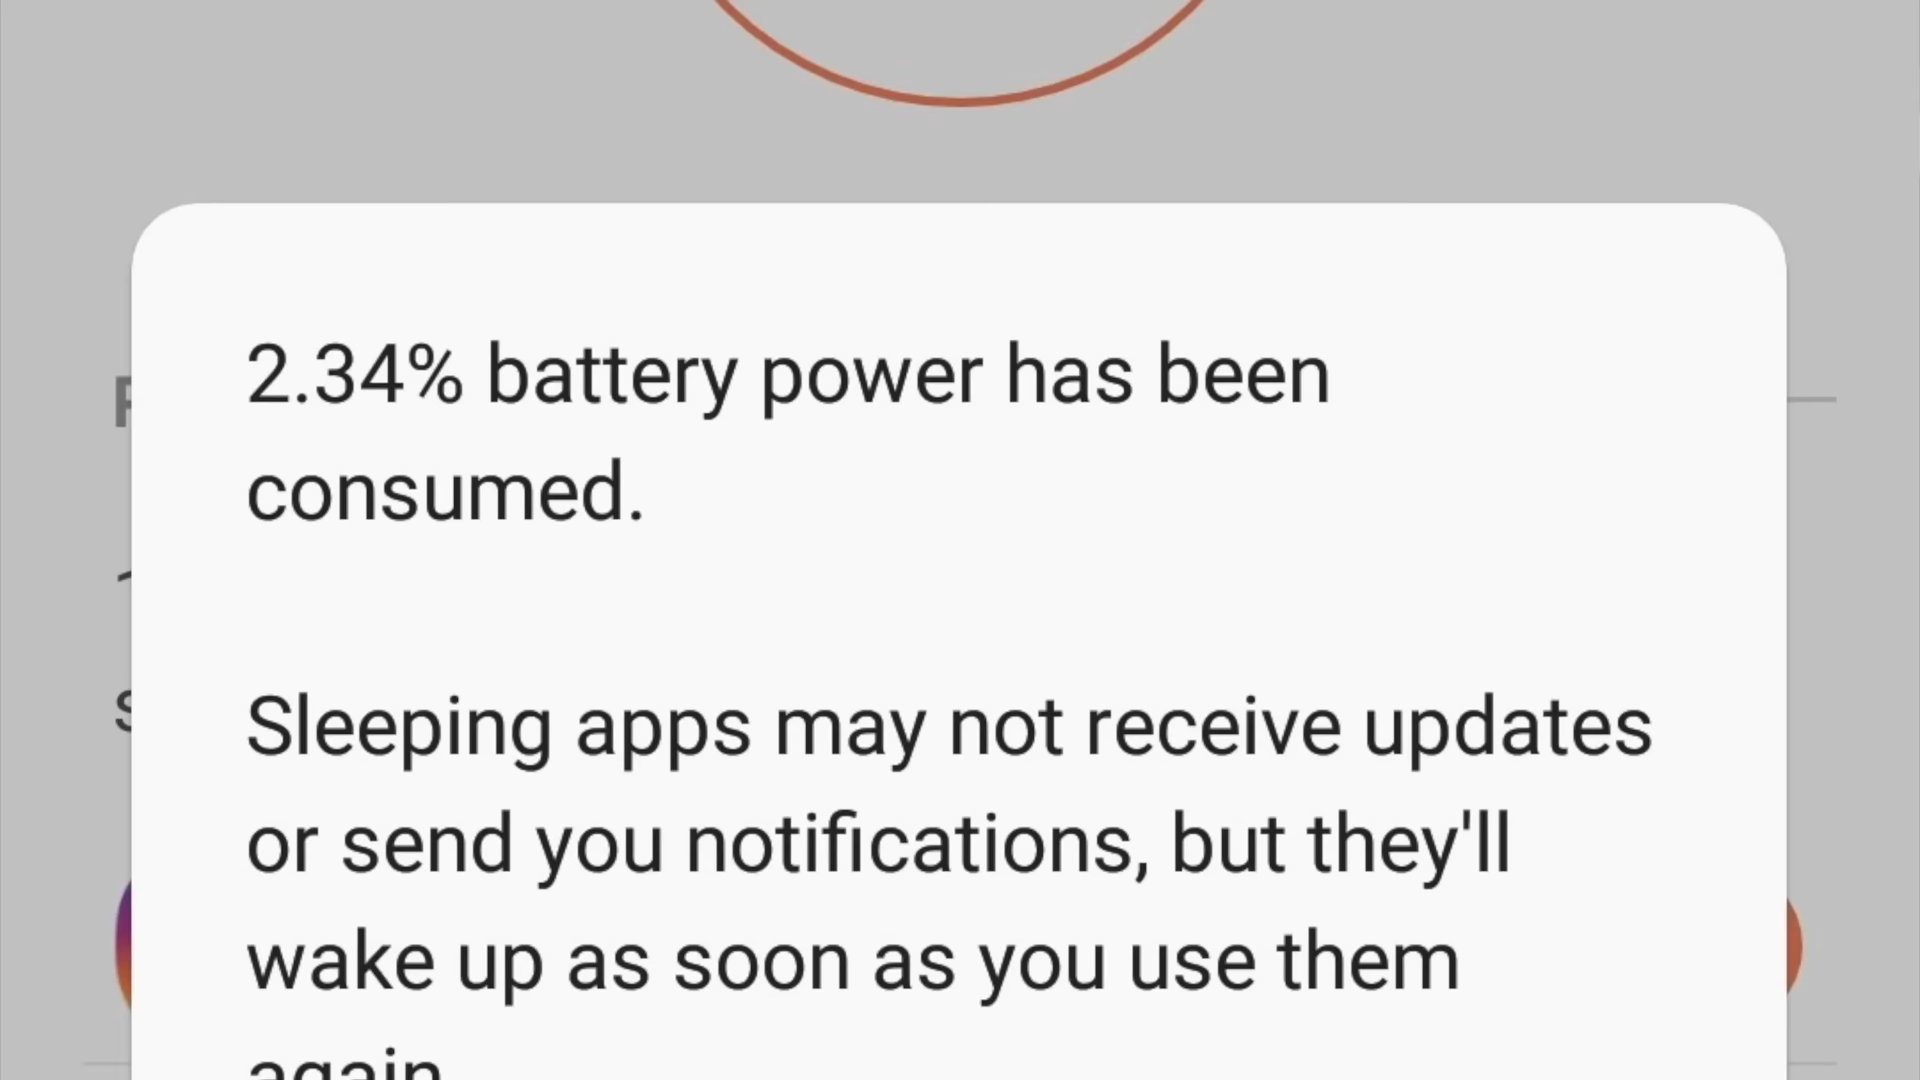 2.34% battery power has been
consumed.
Sleeping apps may not receive updates
or send you notifications, but they'll
wake up as soon as you use them
again